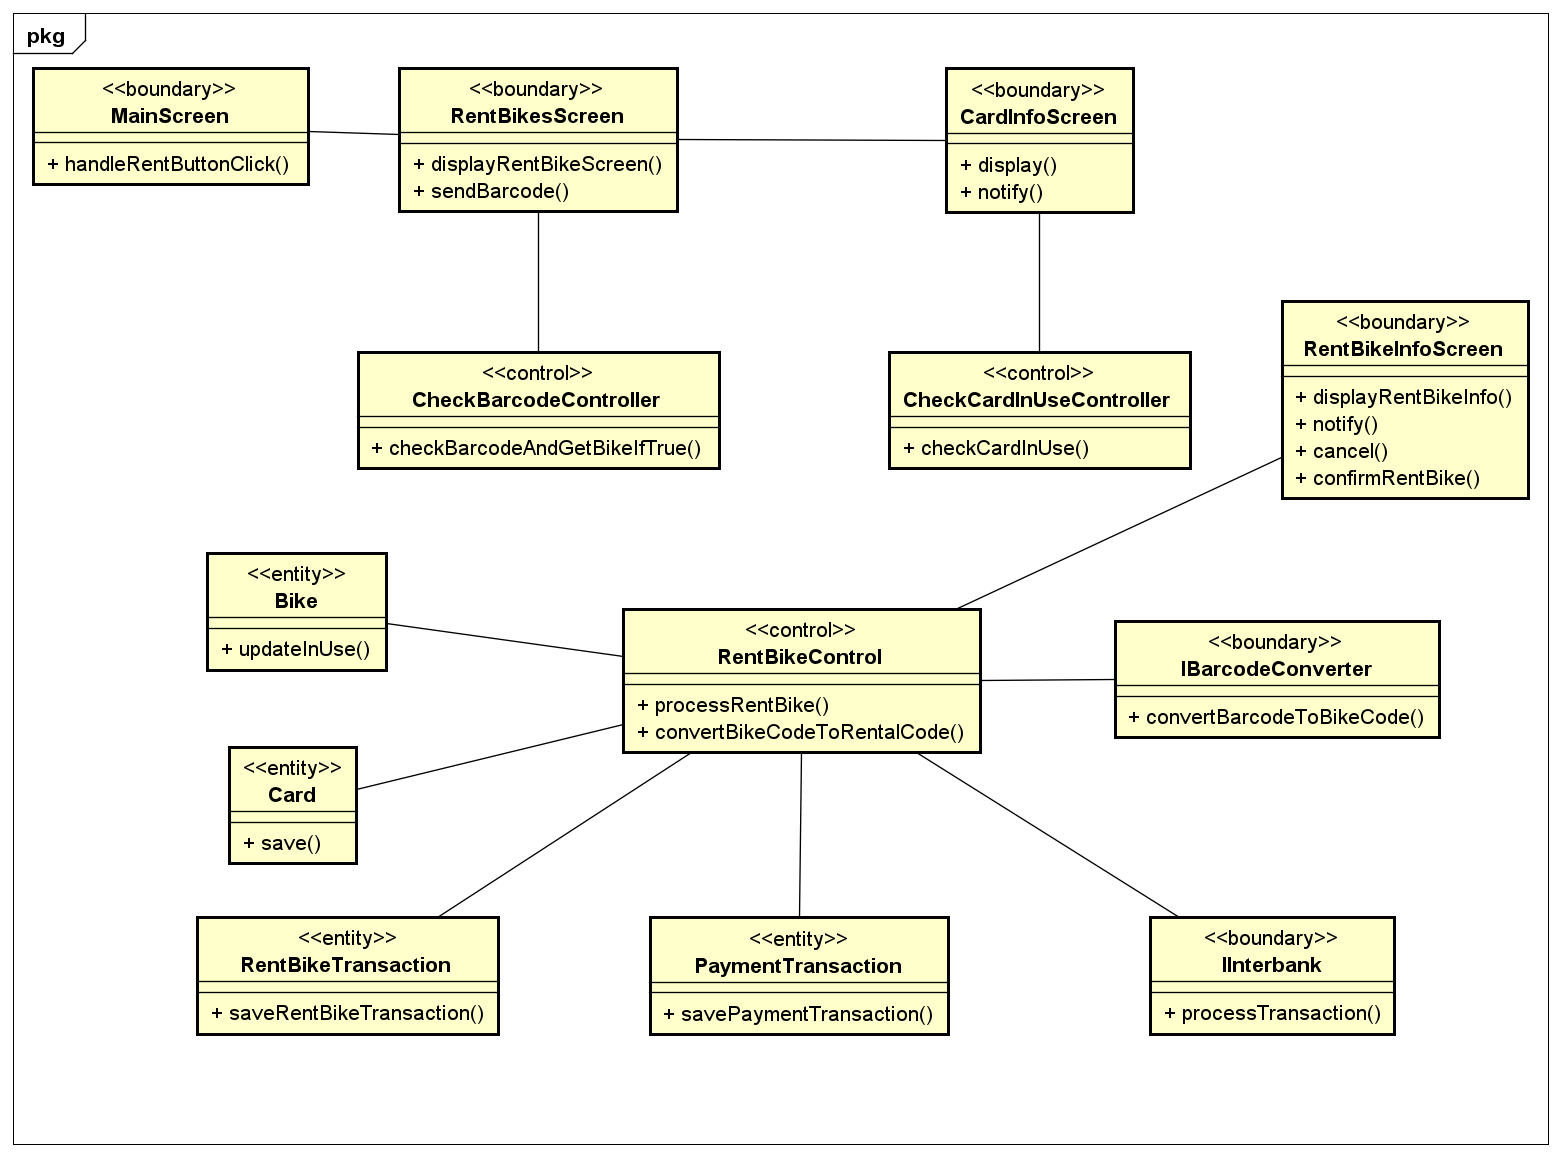 pkg
<<boundary>>
MainScreen
+ handleRentButtonClick()
<<boundary>>
RentBikesScreen
+ displayRentBikeScreen()
+ sendBarcode()
<<boundary>>
CardInfoScreen
+ display()
+ notify()
<<control>>
CheckBarcodeController
+ checkBarcodeAndGetBikeIfTrue()
<<control>>
CheckCardInUseController
+ checkCardInUse()
<<boundary>>
RentBikeInfoScreen
+ displayRentBikeInfo()
+ notify()
+ cancel()
+ confirmRentBike()
<<entity>>
Bike
+ updateInUse()
<<control>>
RentBikeControl
+ processRentBike()
+ convertBikeCodeToRentalCode()
<<boundary>>
IBarcodeConverter
+ convertBarcodeToBikeCode()
<<entity>>
Card
+ save()
<<entity>>
RentBikeTransaction
+ saveRentBikeTransaction()
<<entity>>
PaymentTransaction
+ savePaymentTransaction()
<<boundary>>
IInterbank
+ processTransaction()